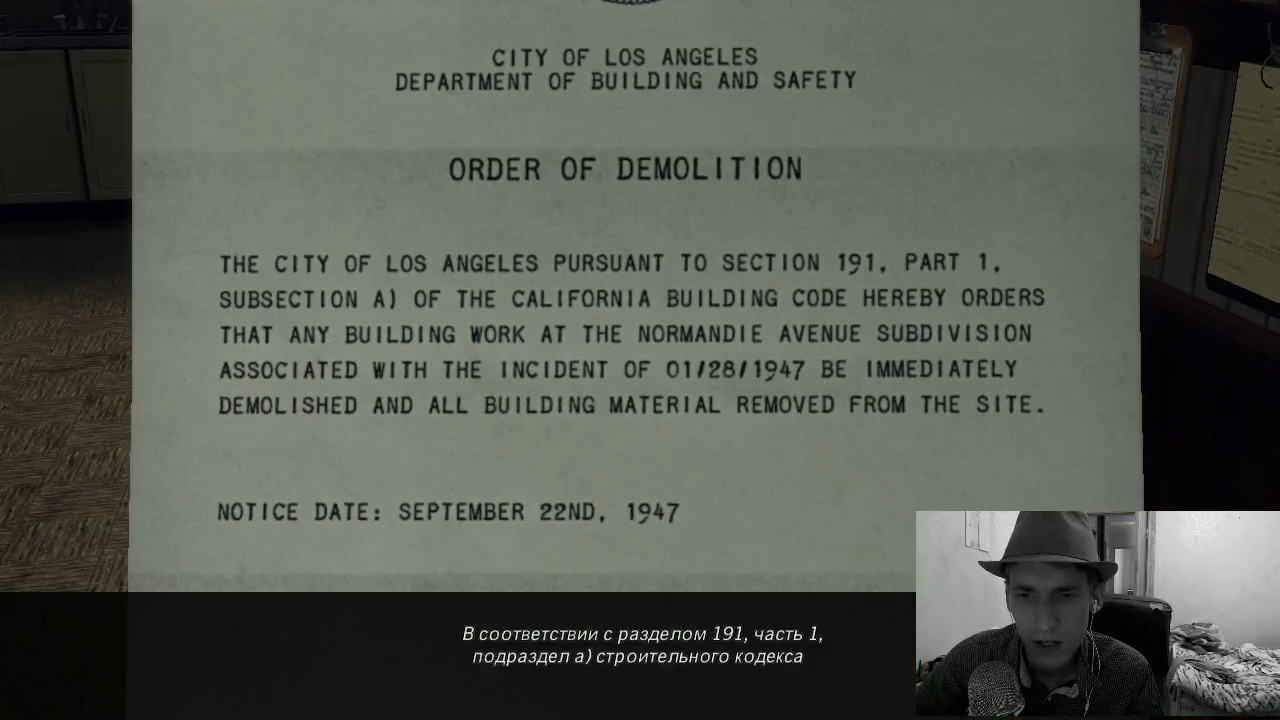 CITY OF LOS ANGELES
DEPARTMENT OF BUILDING AND SAFETY
ORDER OF DEMOLITION
THE CITY OF LOS ANGELES PURSUANT TO SECTION 191, PART 1,
SUBSECTION A) OF THE CALIFORNIA BUILDING CODE HEREBY ORDERS
THAT ANY BUILDING WORK AT THE NORMANDIE AVENUE SUBDIVISION
ASSOCIATED WITH THE INCIDENT OF 01/28/1947 BE IMMEDIATELY
DEMOLISHED AND ALL BUILDING MATERIAL REMOVED FROM THE SITE.
NOTICE DATE: SEPTEMBER 22ND, 1947
В соответствии с разделом 191, часть 1,
подраздел а) строительного кодекса